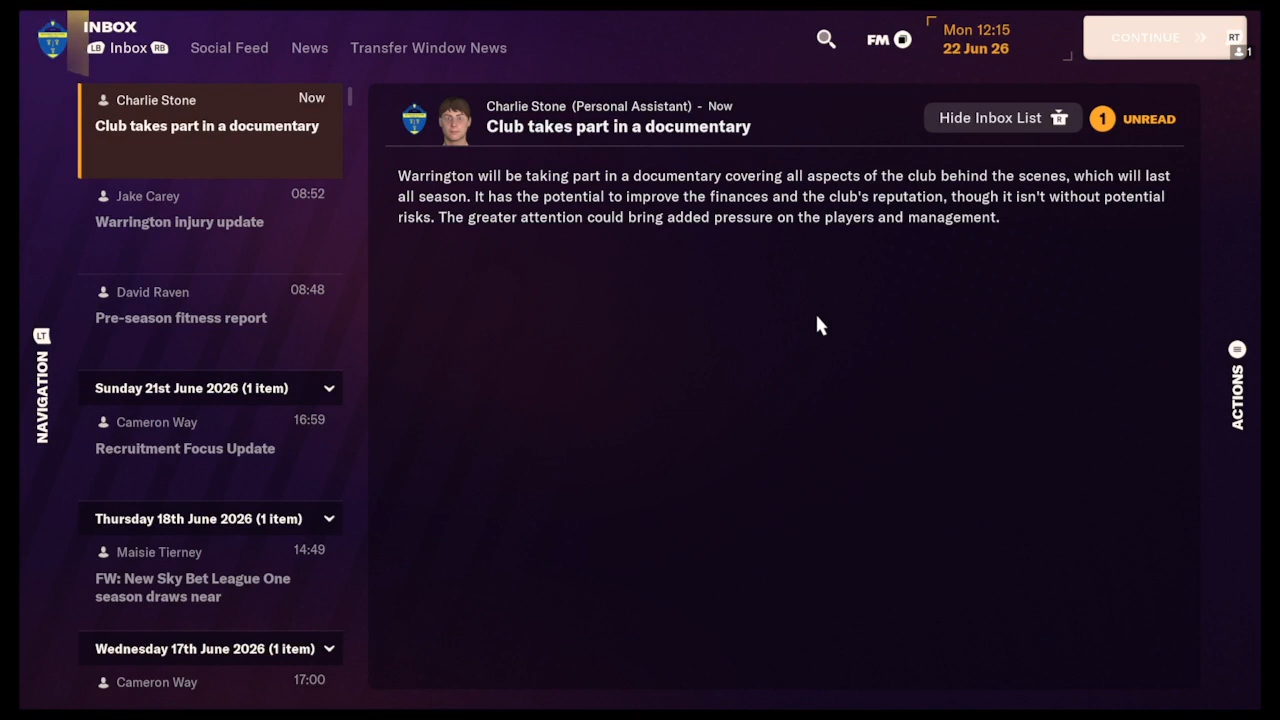 INBOX
LB Inbox RB Social Feed News Transfer Window News
FM
Mon 12:15
22 Jun 26
CONTINUE RT
1
Charlie Stone Now
Club takes part in a documentary
Jake Carey 08:52
Warrington injury update
David Raven 08:48
Pre-season fitness report
Sunday 21st June 2026 (1 item)
Cameron Way 16:59
Recruitment Focus Update
Thursday 18th June 2026 (1 item)
Maisie Tierney 14:49
FW: New Sky Bet League One
season draws near
Wednesday 17th June 2026 (1 item)
Cameron Way 17:00
LT
NAVIGATION
Charlie Stone (Personal Assistant) - Now
Club takes part in a documentary
Hide Inbox List R
1 UNREAD
Warrington will be taking part in a documentary covering all aspects of the club behind the scenes, which will last
all season. It has the potential to improve the finances and the club's reputation, though it isn't without potential
risks. The greater attention could bring added pressure on the players and management.
ACTIONS